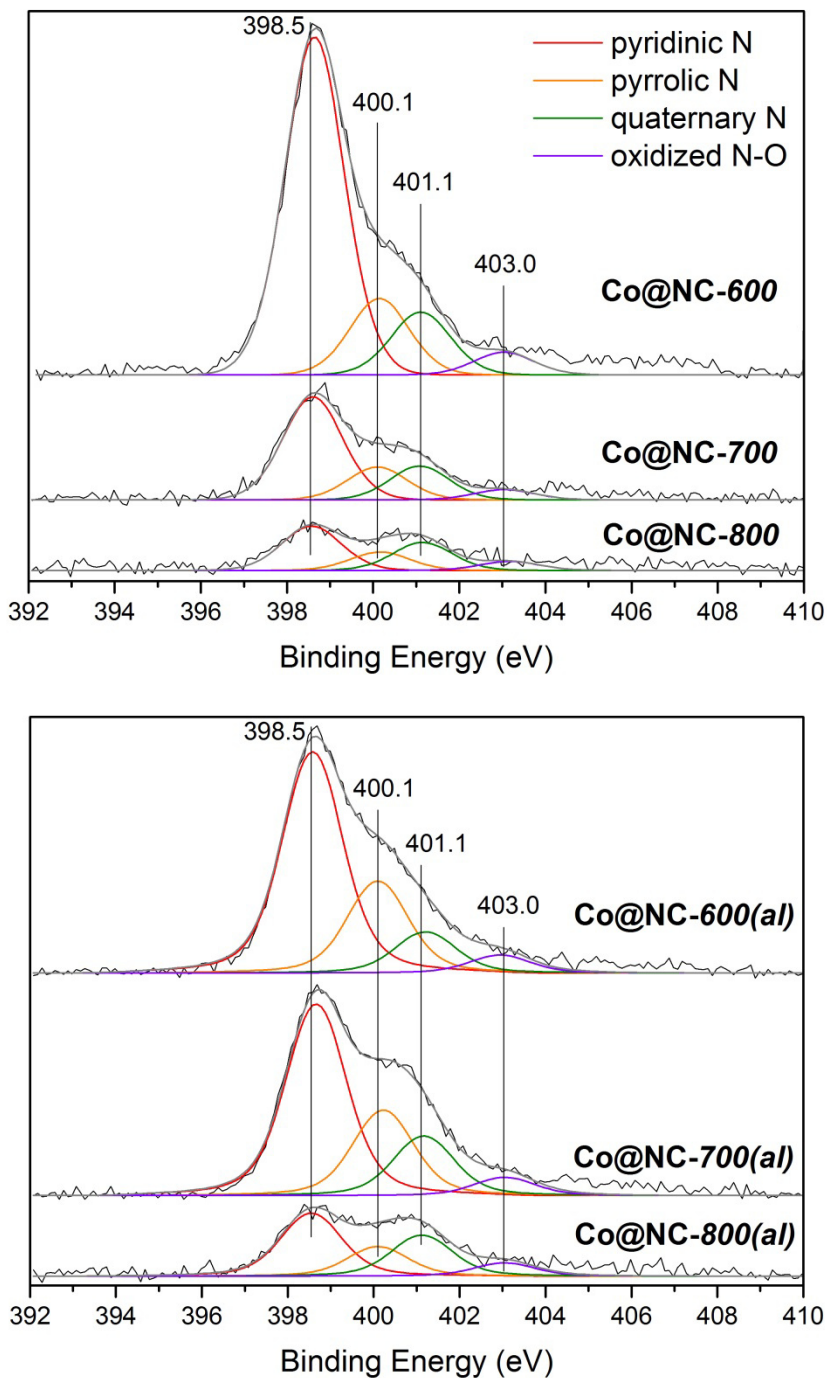 398.5
pyridinic N
pyrrolic N
400.1
quaternary N
oxidized N-O
401.1
403.0
Co@NC-600
Co@NC-700
Co@NC-800
392 394 396 398 400 402 404 406 408 410
Binding Energy (eV)
398.5
400.1
401.1
403.0
Co@NC-600(al)
Co@NC-700(al)
Co@NC-800(al)
392 394 396 398 400 402 404 406 408 410
Binding Energy (eV)